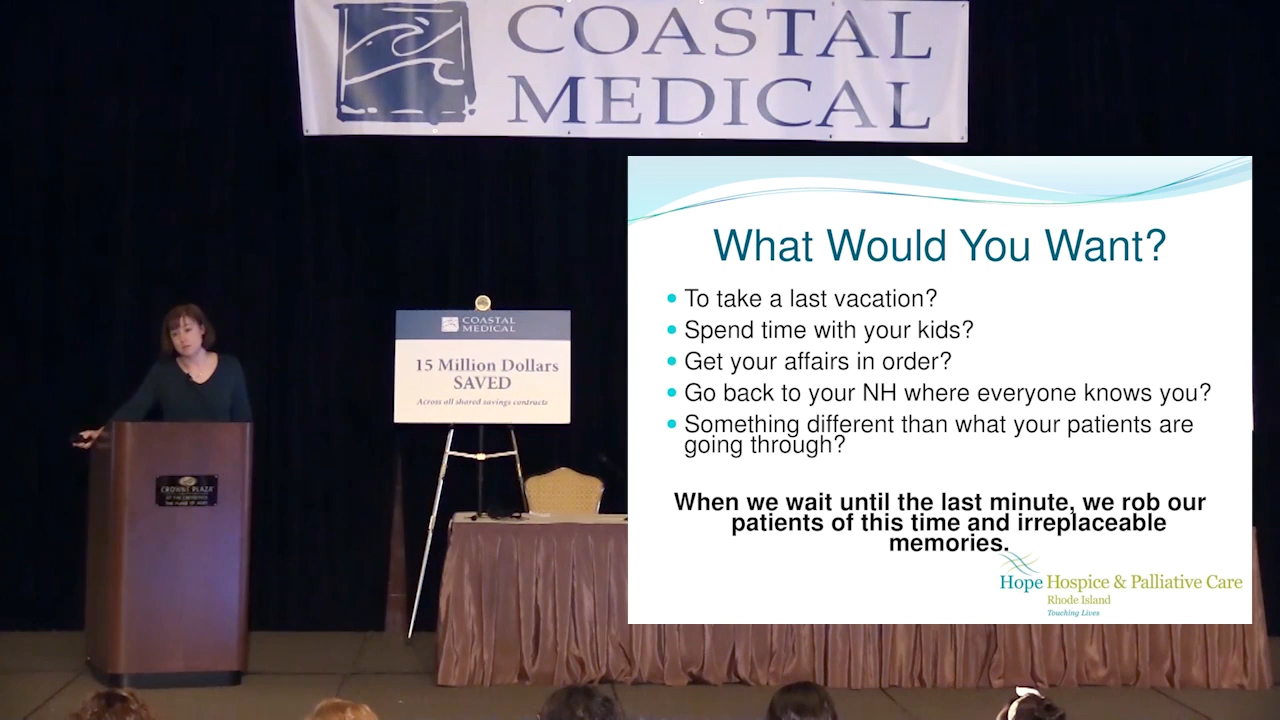 COASTAL
MEDICAL
COASTAL
MEDICAL
15 Million Dollars
SAVED
Across all shared savings contracts
CROWNE PLAZA
What Would You Want?
• To take a last vacation?
• Spend time with your kids?
• Get your affairs in order?
• Go back to your NH where everyone knows you?
• Something different than what your patients are
going through?
When we wait until the last minute, we rob our
patients of this time and irreplaceable
memories.
Hope Hospice & Palliative Care
Rhode Island
Touching Lives